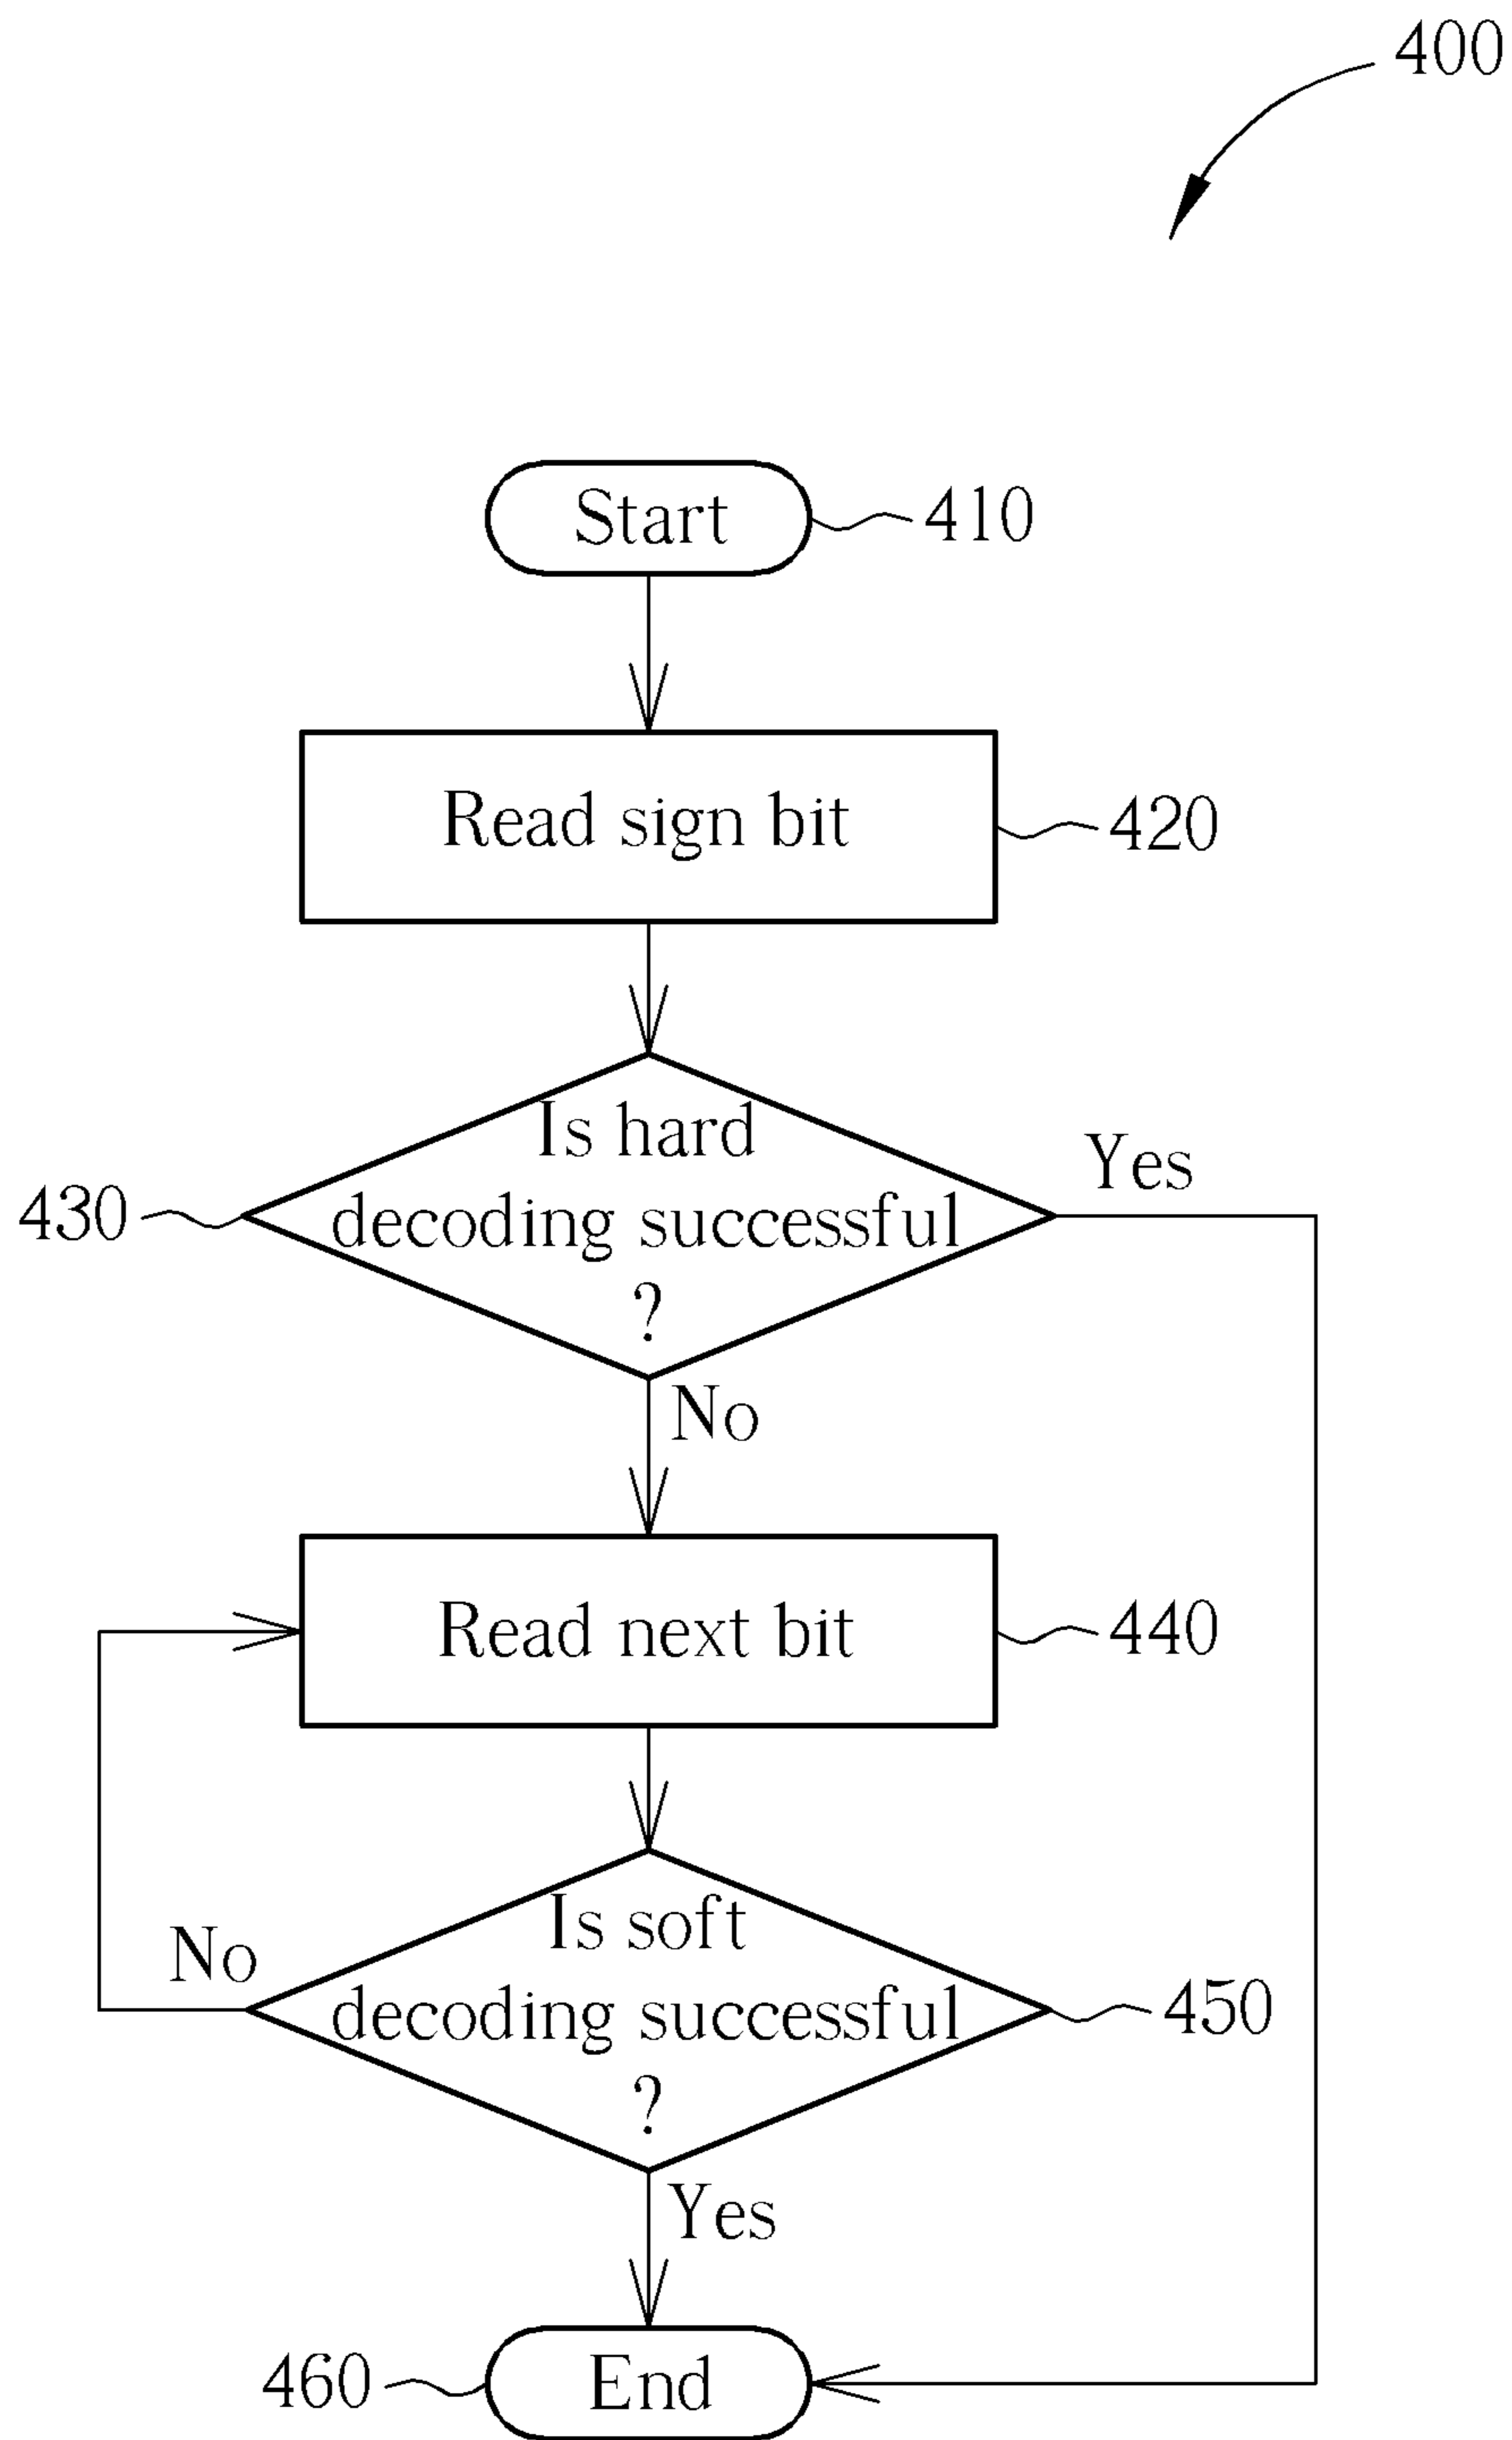 400
Start
410
Read sign bit
420
Is hard
decoding successful
?
430
Yes
No
Read next bit
440
Is soft
decoding successful
?
450
No
Yes
End
460